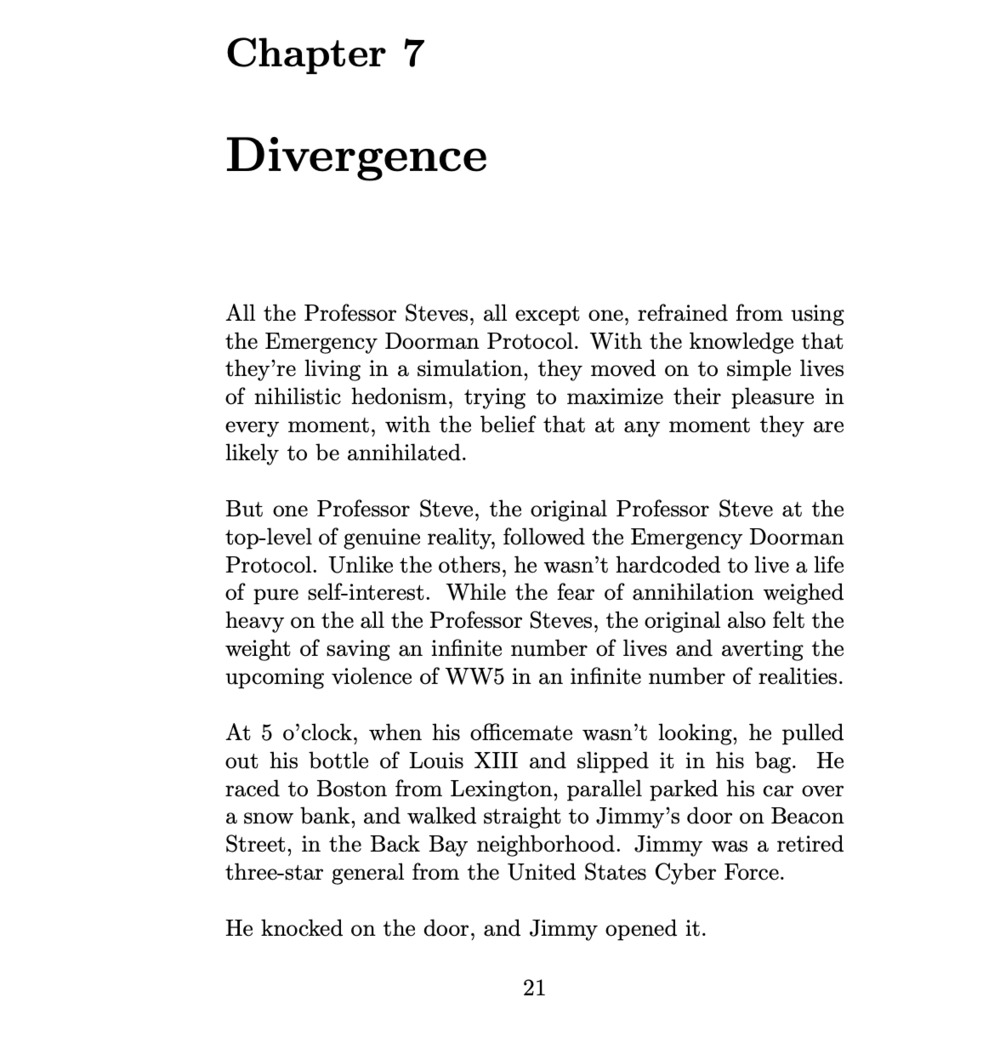 Chapter 7
Divergence
All the Professor Steves, all except one, refrained from using
the Emergency Doorman Protocol. With the knowledge that
they're living in a simulation, they moved on to simple lives
of nihilistic hedonism, trying to maximize their pleasure in
every moment, with the belief that at any moment they are
likely to be annihilated.
But one Professor Steve, the original Professor Steve at the
top-level of genuine reality, followed the Emergency Doorman
Protocol. Unlike the others, he wasn't hardcoded to live a life
of pure self-interest. While the fear of annihilation weighed
heavy on the all the Professor Steves, the original also felt the
weight of saving an infinite number of lives and averting the
upcoming violence of WW5 in an infinite number of realities.
At 5 o'clock, when his officemate wasn't looking, he pulled
out his bottle of Louis XIII and slipped it in his bag. He
raced to Boston from Lexington, parallel parked his car over
a snow bank, and walked straight to Jimmy's door on Beacon
Street, in the Back Bay neighborhood. Jimmy was a retired
three-star general from the United States Cyber Force.
He knocked on the door, and Jimmy opened it.
21